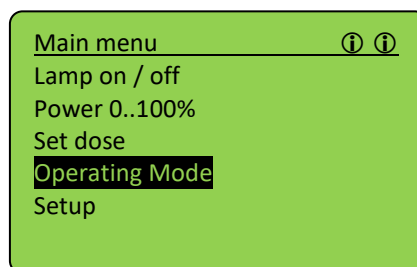 Main menu ⓘ ⓘ
Lamp on / off
Power 0..100%
Set dose
Operating Mode
Setup